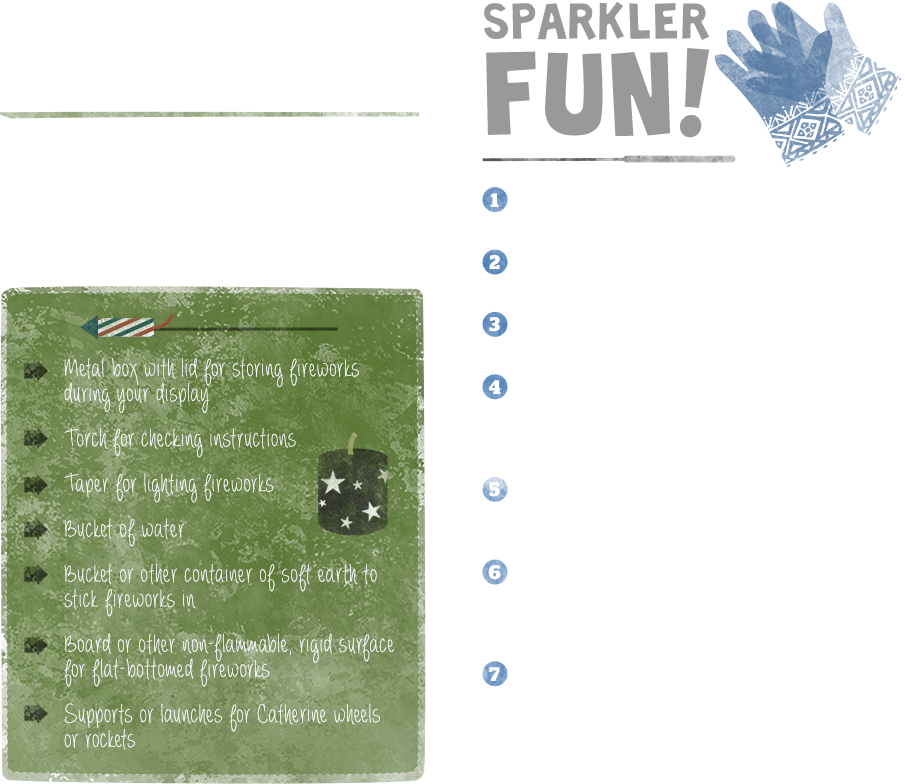 Metal box with lid for storing fireworks
during your display
Torch for checking instructions
Taper for lighting fireworks
Bucket of water
Bucket or other container of soft earth to
stick fireworks in
Board or other non-flammable, rigid surface
for flat-bottomed fireworks
Supports or launches for Catherine wheels
or rockets
SPARKLER
FUN!
1
2
3
4
5
6
7